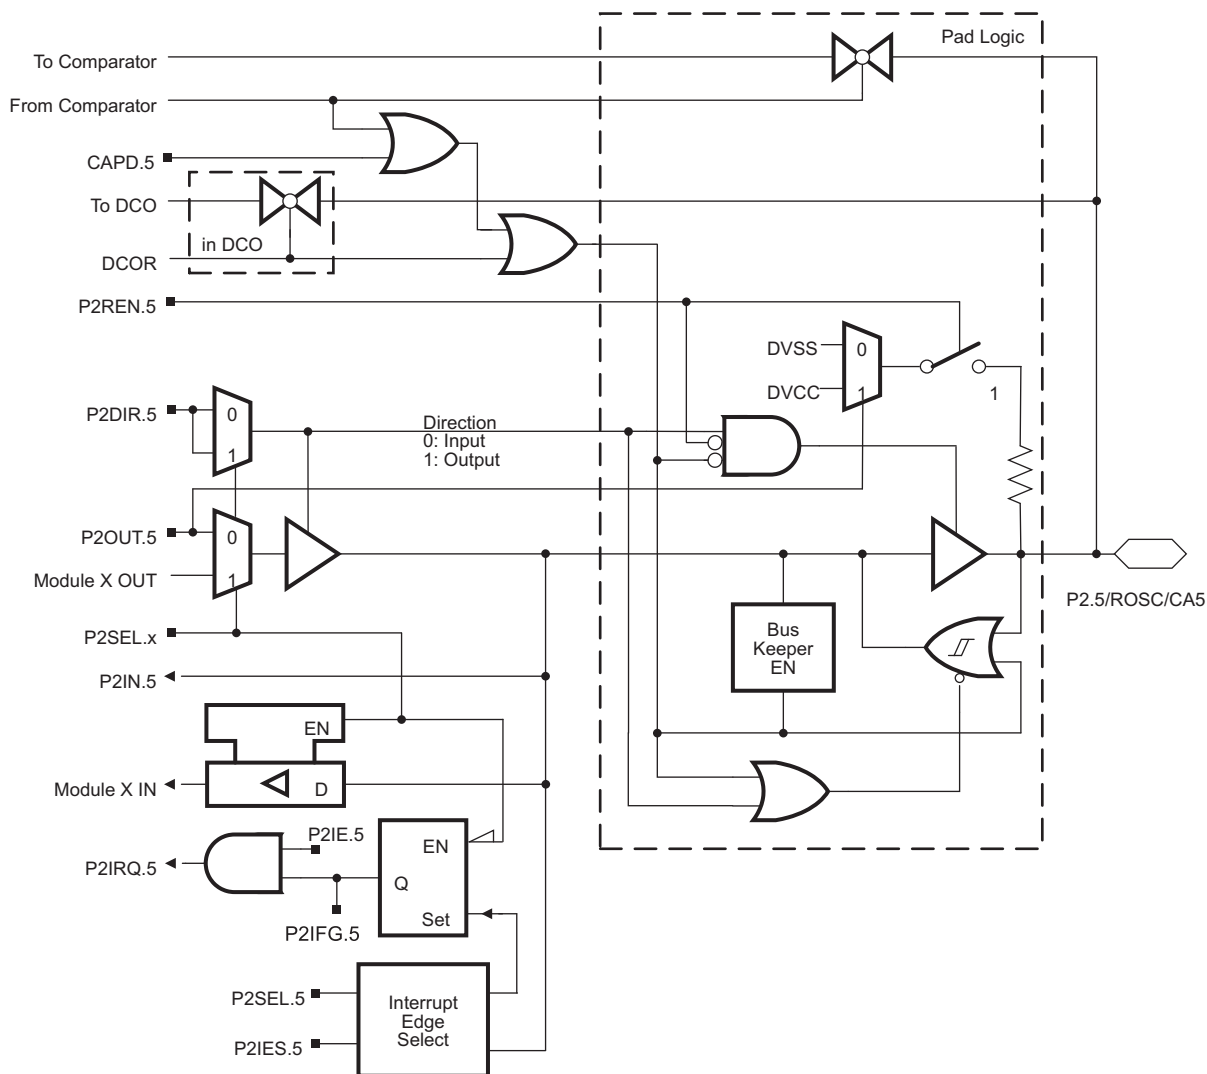 Pad Logic
To Comparator
From Comparator
CAPD.5
To DCO
in DCO
DCOR
P2REN.5
DVSS
0
DVCC
1
1
P2DIR.5
0
1
Direction
0: Input
1: Output
P2OUT.5
0
Module X OUT
1
P2SEL.x
P2IN.5
Bus
Keeper
EN
P2.5/ROSC/CA5
EN
Module X IN
D
P2IE.5
P2IRQ.5
EN
Q
Set
P2IFG.5
P2SEL.5
P2IES.5
Interrupt
Edge
Select